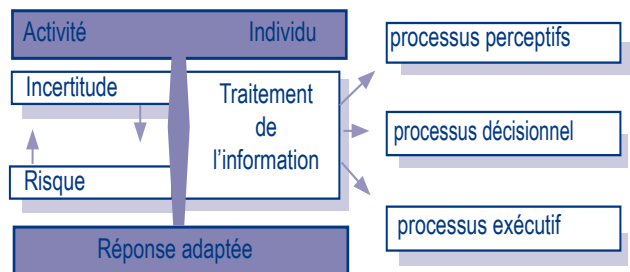 Activité Individu
Incertitude
Risque
Traitement
de
l'information
Réponse adaptée
processus perceptifs
processus décisionnel
processus exécutif